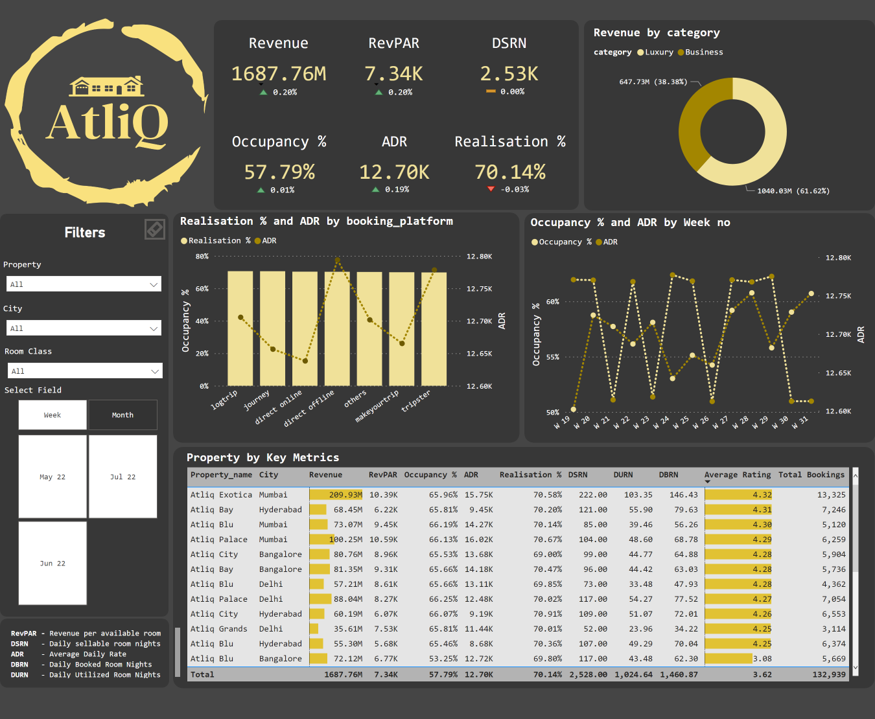 AtliQ
Revenue
1687.76M
0.20%
RevPAR
7.34K
0.20%
DSRN
2.53K
0.00%
Occupancy %
57.79%
0.01%
ADR
12.70K
0.19%
Realisation %
70.14%
-0.03%
Revenue by category
category Luxury Business
647.73M (38.38%)
1040.03M (61.62%)
Filters
Property
All
City
All
Room Class
All
Select Field
Week Month
May 22 Jul 22
Jun 22
RevPAR - Revenue per available room
DSRN - Daily sellable room nights
ADR - Average Daily Rate
DBRN - Daily Booked Room Nights
DURN - Daily Utilized Room Nights
Realisation % and ADR by booking_platform
Realisation % ADR
80%
60%
40%
20%
0%
Occupancy %
12.80K
12.75K
12.70K
12.65K
12.60K
ADR
logtrip
journey
direct online
direct offline
others
makeyourtrip
tripster
Occupancy % and ADR by Week no
Occupancy % ADR
60%
55%
50%
Occupancy %
12.80K
12.75K
12.70K
12.65K
12.60K
ADR
W 19
W 20
W 21
W 22
W 23
W 24
W 25
W 26
W 27
W 28
W 29
W 30
W 31
Property by Key Metrics
Property_name City Revenue RevPAR Occupancy % ADR Realisation % DSRN DURN DBRN Average Rating Total Bookings
Atliq Exotica Mumbai 209.93M 10.39K 65.96% 15.75K 70.58% 222.00 103.35 146.43 4.32 13,325
Atliq Bay Hyderabad 68.45M 6.22K 65.81% 9.45K 70.20% 121.00 55.90 79.63 4.31 7,246
Atliq Blu Mumbai 73.07M 9.45K 66.19% 14.27K 70.14% 85.00 39.46 56.26 4.30 5,120
Atliq Palace Mumbai 100.25M 10.59K 66.13% 16.02K 70.67% 104.00 48.60 68.78 4.29 6,259
Atliq City Bangalore 80.76M 8.96K 65.53% 13.68K 69.00% 99.00 44.77 64.88 4.28 5,904
Atliq Bay Bangalore 81.35M 9.31K 65.66% 14.18K 70.47% 96.00 44.42 63.03 4.28 5,736
Atliq Blu Delhi 57.21M 8.61K 65.66% 13.11K 69.85% 73.00 33.48 47.93 4.28 4,362
Atliq Palace Delhi 88.04M 8.27K 66.25% 12.48K 70.02% 117.00 54.27 77.52 4.27 7,054
Atliq City Hyderabad 60.19M 6.07K 66.07% 9.19K 70.91% 109.00 51.07 72.01 4.26 6,553
Atliq Grands Delhi 35.61M 7.53K 65.81% 11.44K 70.01% 52.00 23.96 34.22 4.25 3,114
Atliq Blu Hyderabad 55.30M 5.68K 65.46% 8.68K 70.36% 107.00 49.29 70.04 4.25 6,374
Atliq Blu Bangalore 72.12M 6.77K 53.25% 12.72K 69.80% 117.00 43.48 62.30 3.08 5,669
Total 1687.76M 7.34K 57.79% 12.70K 70.14% 2,528.00 1,024.64 1,460.87 3.62 132,939